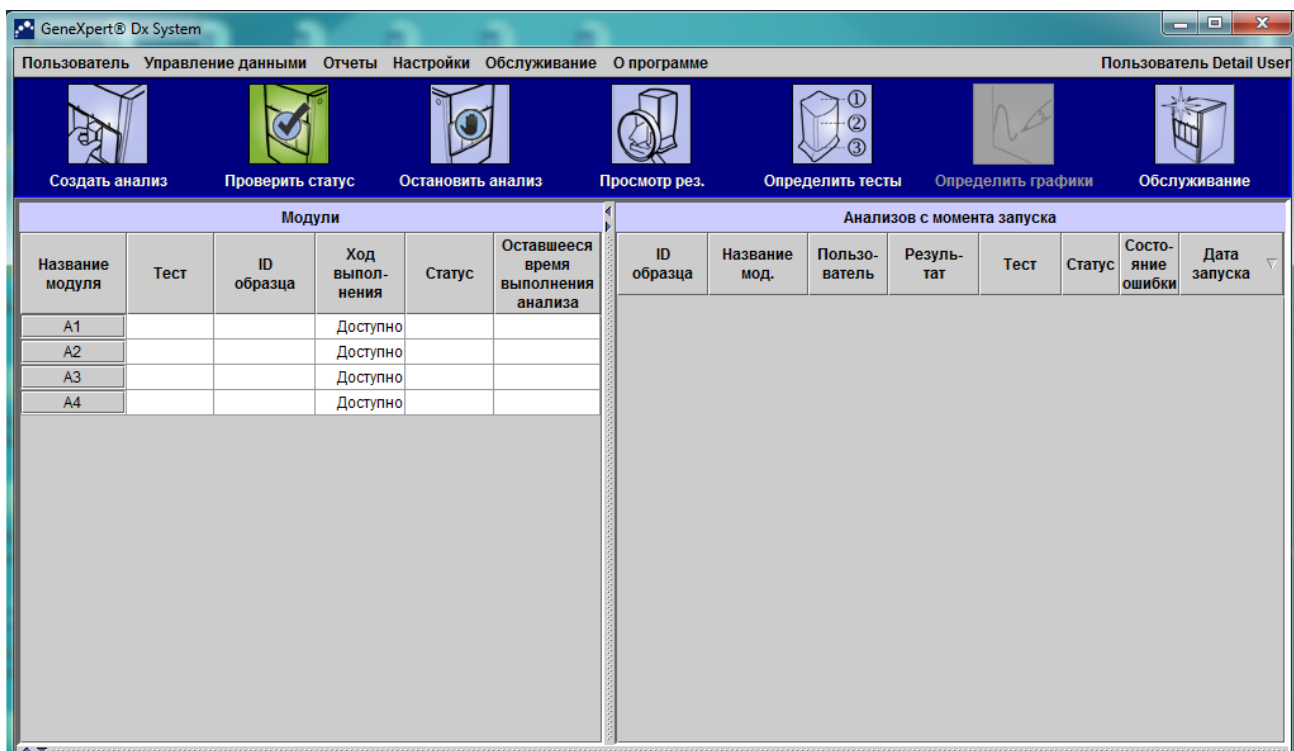 GeneXpert® Dx System
Пользователь Управление данными Отчеты Настройки Обслуживание О программе Пользователь Detail User
① ② ③
Создать анализ Проверить статус Остановить анализ Просмотр рез. Определить тесты Определить графики Обслуживание
Модули
Название модуля
Тест
ID образца
Ход выпол-нения
Статус
Оставшееся время выполнения анализа
A1 Доступно
A2 Доступно
A3 Доступно
A4 Доступно
Анализов с момента запуска
ID образца
Название мод.
Пользо-ватель
Резуль-тат
Тест
Статус
Состо-яние ошибки
Дата запуска